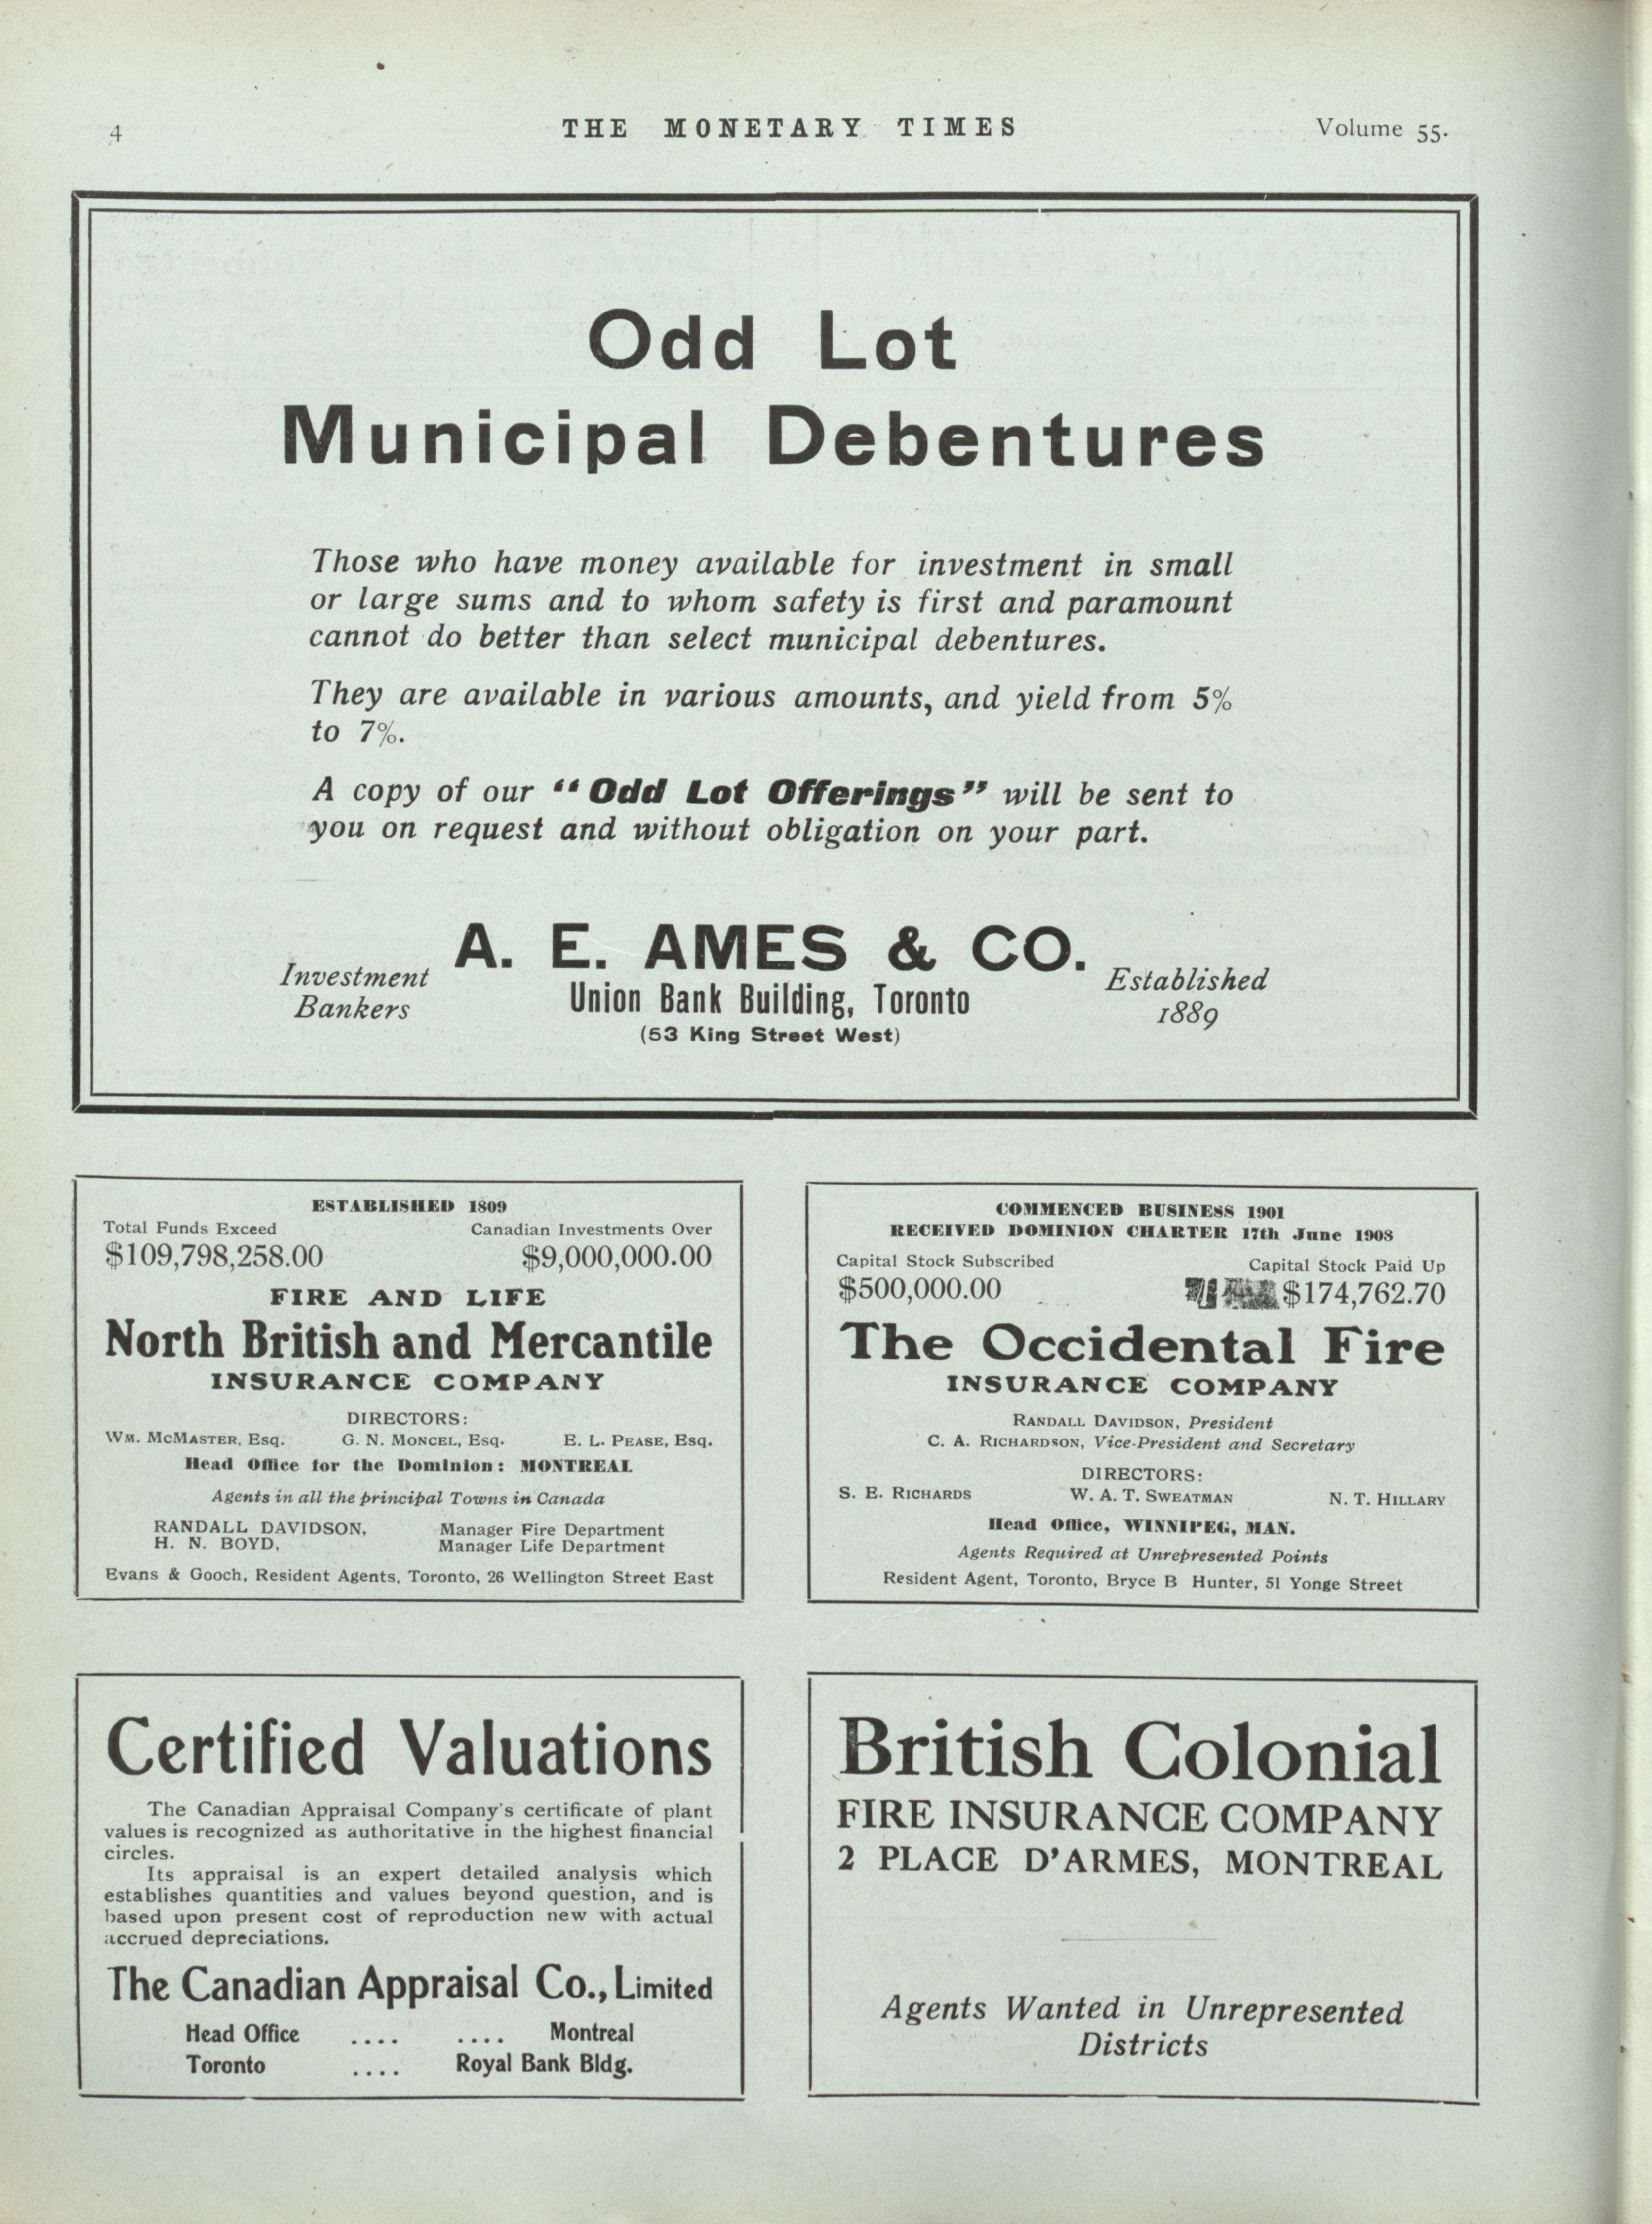 4
THE MONETARY TIMES
Volume 55.
Odd Lot
Municipal Debentures
Those who have money available for investment in small
or large sums and to whom safety is first and paramount
cannot do better than select municipal debentures.
They are available in various amounts, and yield from 5%
to 7%.
A copy of our "Odd Lot Offerings" will be sent to
you on request and without obligation on your part.
Investment
Bankers
A. E. AMES & CO.
Union Bank Building, Toronto
(53 King Street West)
Established
1889
ESTABLISHED 1809
Total Funds Exceed Canadian Investments Over
$109,798,258.00 $9,000,000.00
FIRE AND LIFE
North British and Mercantile
INSURANCE COMPANY
DIRECTORS:
WM. MCMASTER, Esq. G. N. MONCEL, Esq. E. L. PEASE, Esq.
Head Office for the Dominion: MONTREAL
Agents in all the principal Towns in Canada
RANDALL DAVIDSON, Manager Fire Department
H. N. BOYD, Manager Life Department
Evans & Gooch, Resident Agents, Toronto, 26 Wellington Street East
COMMENCED BUSINESS 1901
RECEIVED DOMINION CHARTER 17th June 1908
Capital Stock Subscribed Capital Stock Paid Up
$500,000.00 $174,762.70
The Occidental Fire
INSURANCE COMPANY
RANDALL DAVIDSON, President
C. A. RICHARDSON, Vice-President and Secretary
DIRECTORS:
S. E. RICHARDS W. A. T. SWEATMAN N. T. HILLARY
Head Office, WINNIPEG, MAN.
Agents Required at Unrepresented Points
Resident Agent, Toronto, Bryce B Hunter, 51 Yonge Street
Certified Valuations
The Canadian Appraisal Company's certificate of plant
values is recognized as authoritative in the highest financial
circles.
Its appraisal is an expert detailed analysis which
establishes quantities and values beyond question, and is
based upon present cost of reproduction new with actual
accrued depreciations.
The Canadian Appraisal Co., Limited
Head Office .... .... Montreal
Toronto .... Royal Bank Bldg.
British Colonial
FIRE INSURANCE COMPANY
2 PLACE D'ARMES, MONTREAL
Agents Wanted in Unrepresented
Districts